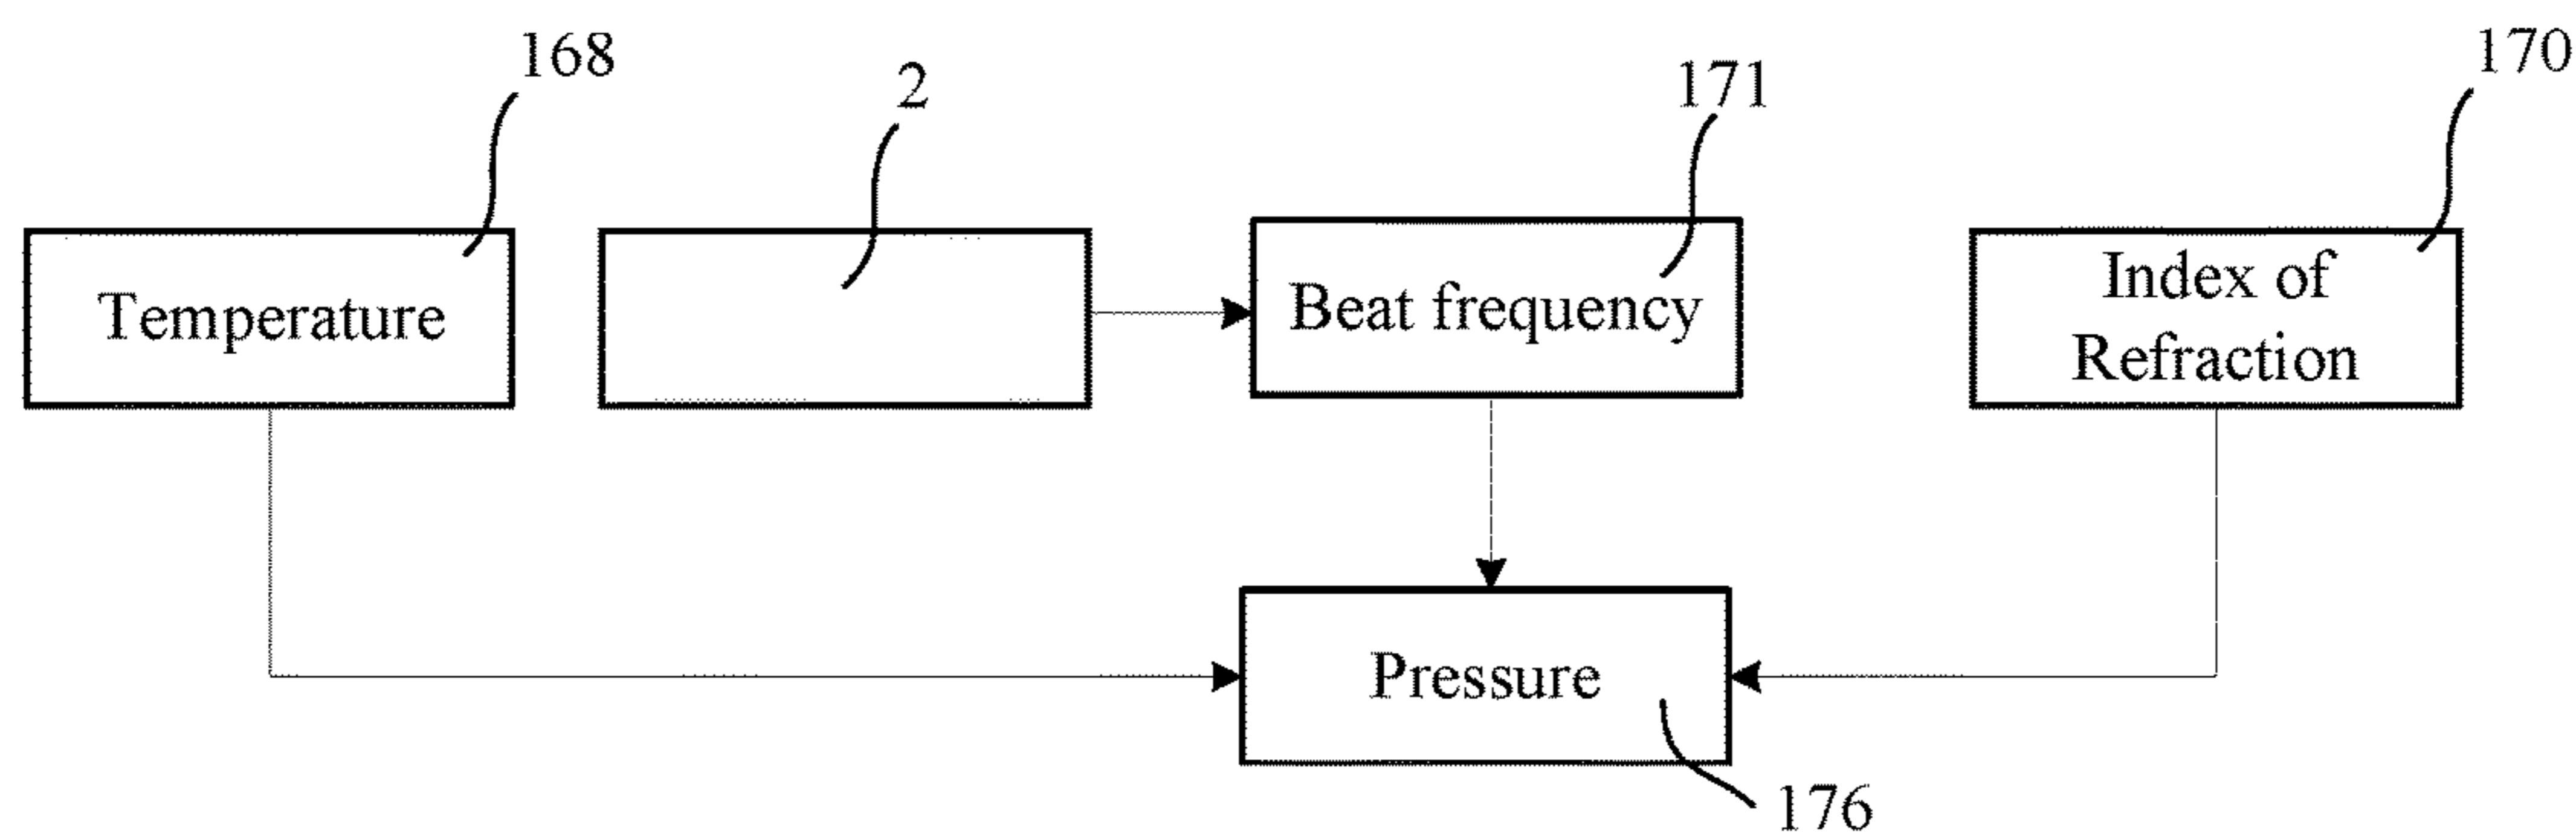 168
2
171
170
Temperature
Beat frequency
Index of
Refraction
Pressure
176